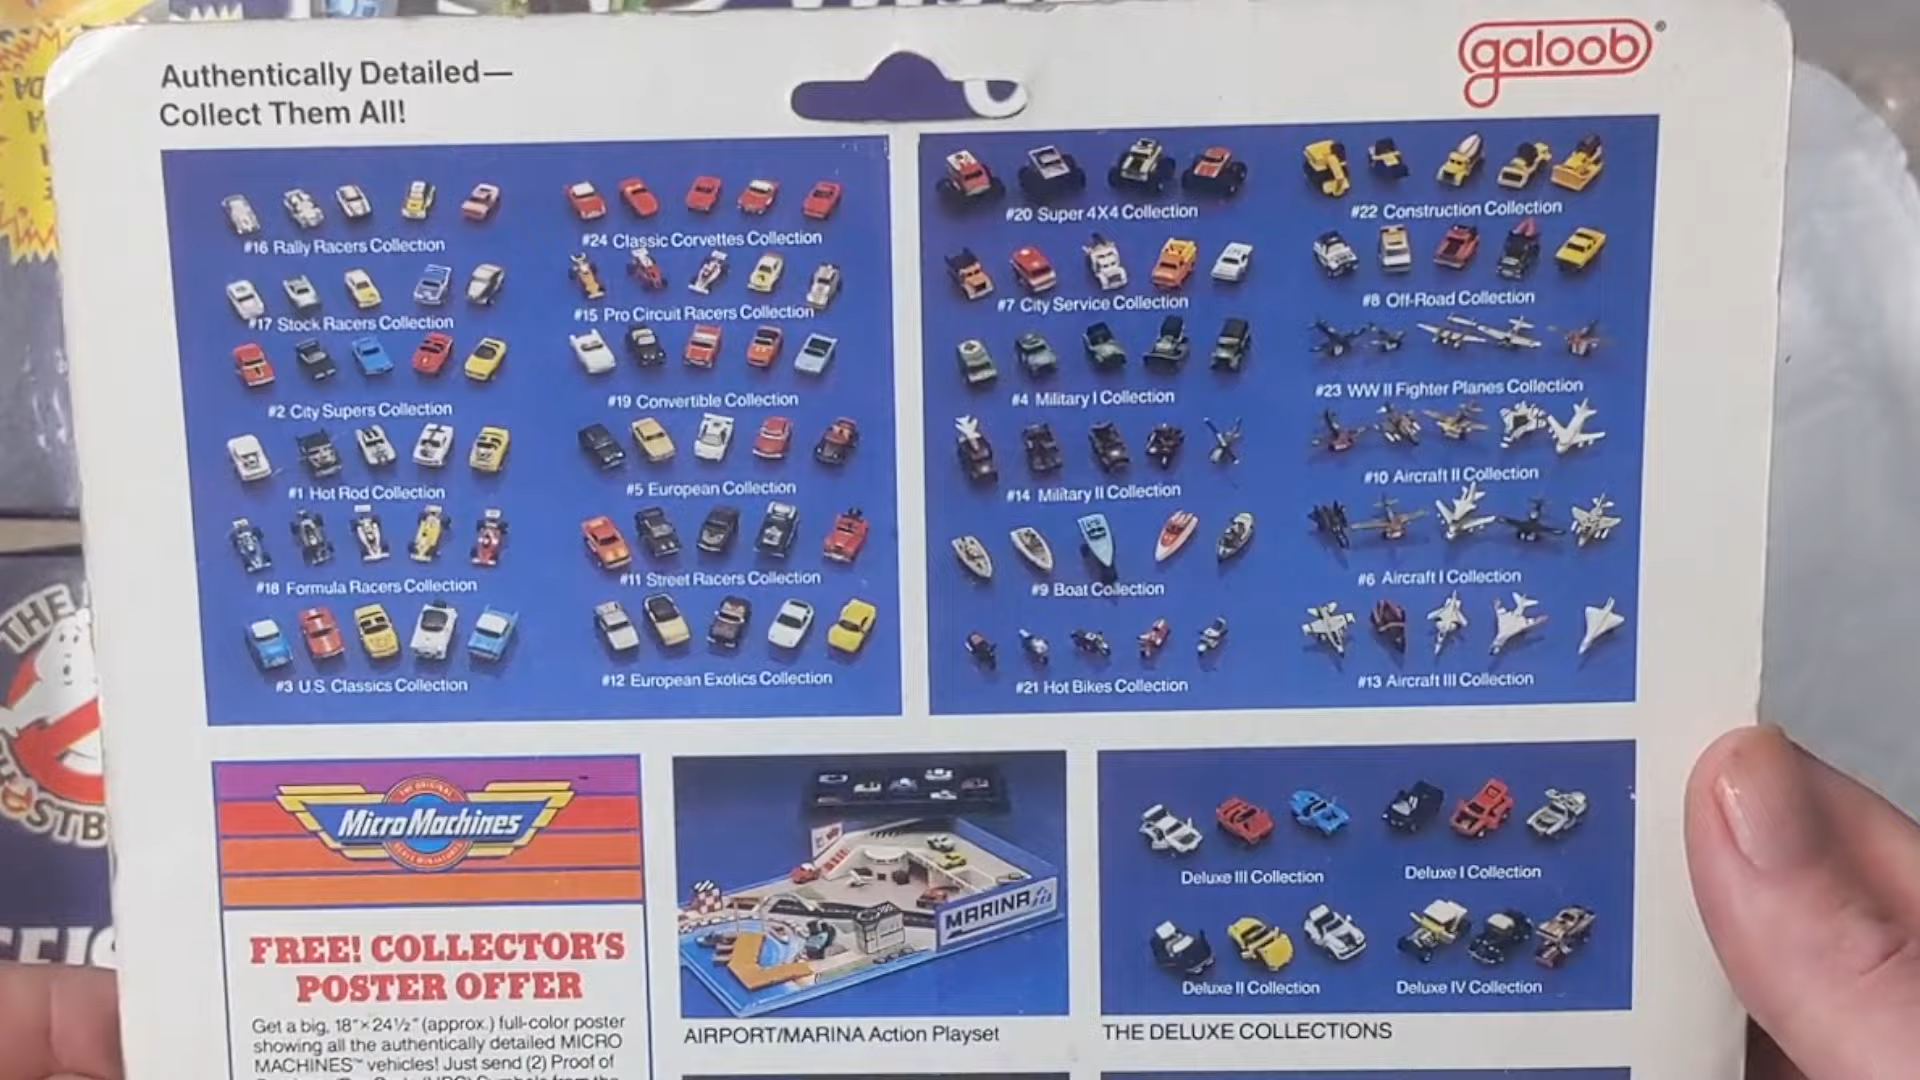 Authentically Detailed—
Collect Them All!
galoob®
#16 Rally Racers Collection
#24 Classic Corvettes Collection
#17 Stock Racers Collection
#15 Pro Circuit Racers Collection
#2 City Supers Collection
#19 Convertible Collection
#1 Hot Rod Collection
#5 European Collection
#18 Formula Racers Collection
#11 Street Racers Collection
#3 U.S. Classics Collection
#12 European Exotics Collection
#20 Super 4X4 Collection
#22 Construction Collection
#7 City Service Collection
#8 Off-Road Collection
#4 Military I Collection
#23 WW II Fighter Planes Collection
#14 Military II Collection
#10 Aircraft II Collection
#9 Boat Collection
#6 Aircraft I Collection
#21 Hot Bikes Collection
#13 Aircraft III Collection
THE ORIGINAL
Micro Machines
SCALE MINIATURES
FREE! COLLECTOR'S
POSTER OFFER
Get a big, 18"x24½" (approx.) full-color poster
showing all the authentically detailed MICRO
MACHINES™ vehicles! Just send (2) Proof of
MARINA
AIRPORT/MARINA Action Playset
Deluxe III Collection
Deluxe I Collection
Deluxe II Collection
Deluxe IV Collection
THE DELUXE COLLECTIONS
THE